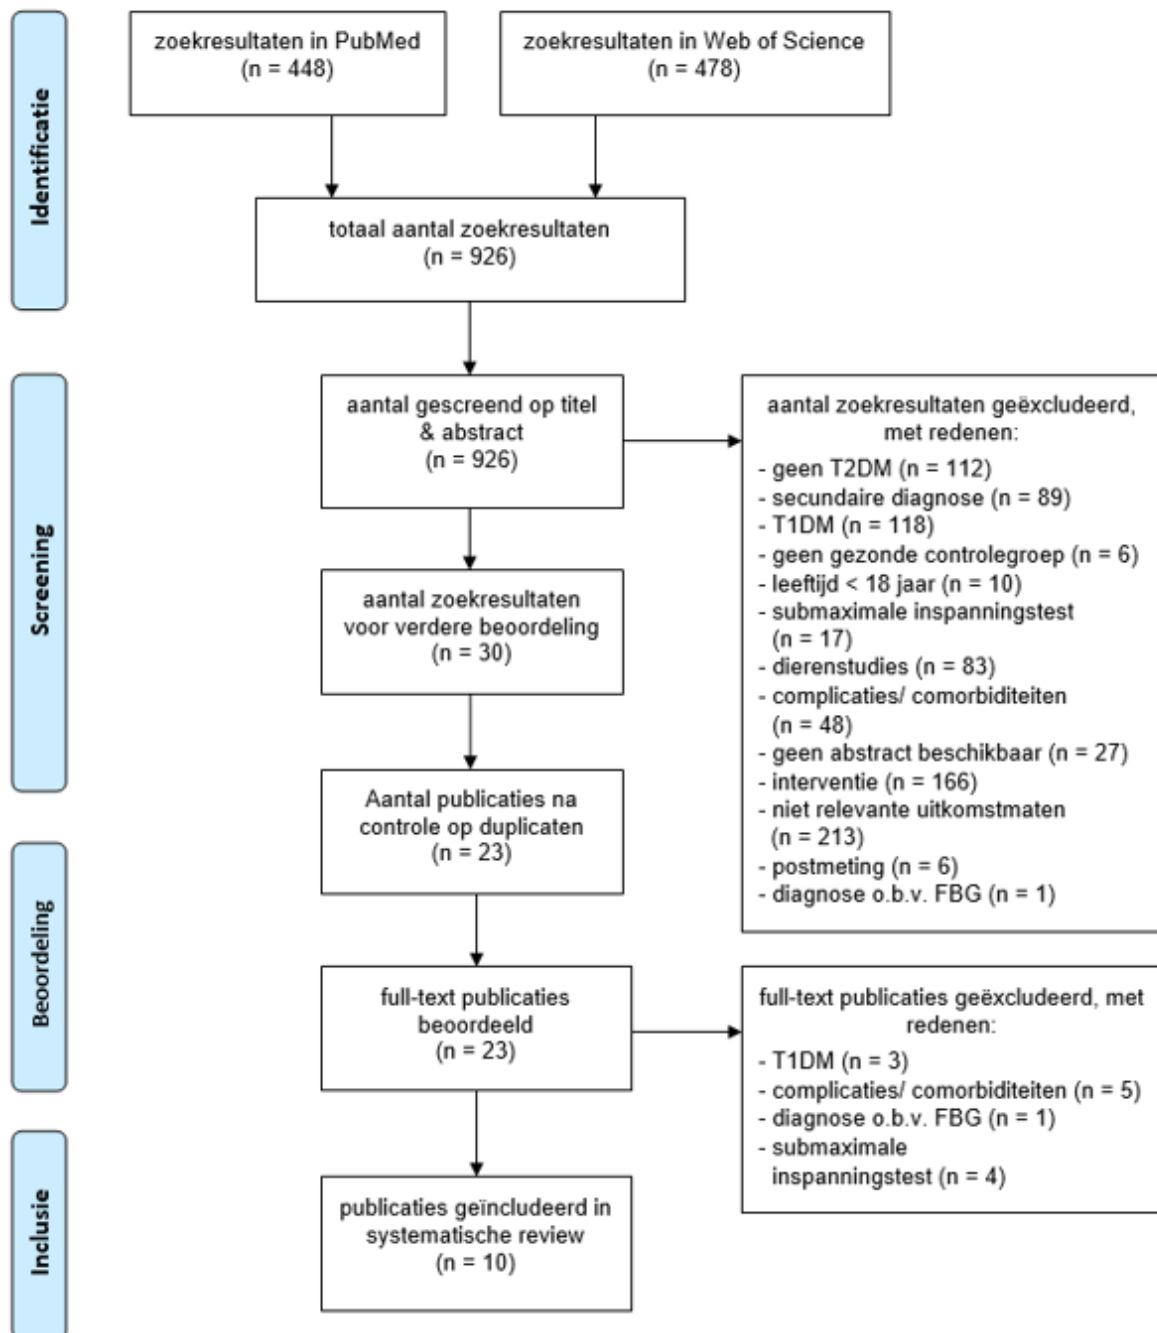 Identificatie
zoekresultaten in PubMed
(n = 448)
zoekresultaten in Web of Science
(n = 478)
totaal aantal zoekresultaten
(n = 926)
Screening
aantal gescreend op titel
& abstract
(n = 926)
aantal zoekresultaten geëxcludeerd,
met redenen:
- geen T2DM (n = 112)
- secundaire diagnose (n = 89)
- T1DM (n = 118)
- geen gezonde controlegroep (n = 6)
- leeftijd < 18 jaar (n = 10)
- submaximale inspanningstest
(n = 17)
- dierenstudies (n = 83)
- complicaties/ comorbiditeiten
(n = 48)
- geen abstract beschikbaar (n = 27)
- interventie (n = 166)
- niet relevante uitkomstmaten
(n = 213)
- postmeting (n = 6)
- diagnose o.b.v. FBG (n = 1)
aantal zoekresultaten
voor verdere beoordeling
(n = 30)
Aantal publicaties na
controle op duplicaten
(n = 23)
Beoordeling
full-text publicaties
beoordeeld
(n = 23)
full-text publicaties geëxcludeerd, met
redenen:
- T1DM (n = 3)
- complicaties/ comorbiditeiten (n = 5)
- diagnose o.b.v. FBG (n = 1)
- submaximale
inspanningstest (n = 4)
Inclusie
publicaties geïncludeerd in
systematische review
(n = 10)